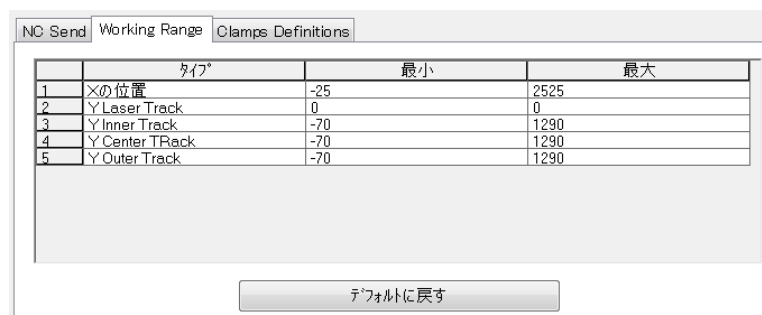 NC Send Working Range Clamps Definitions
ﾀｲﾌﾟ 最小 最大
1 Xの位置 -25 2525
2 Y Laser Track 0 0
3 Y Inner Track -70 1290
4 Y Center TRack -70 1290
5 Y Outer Track -70 1290
ﾃﾞﾌｫﾙﾄに戻す